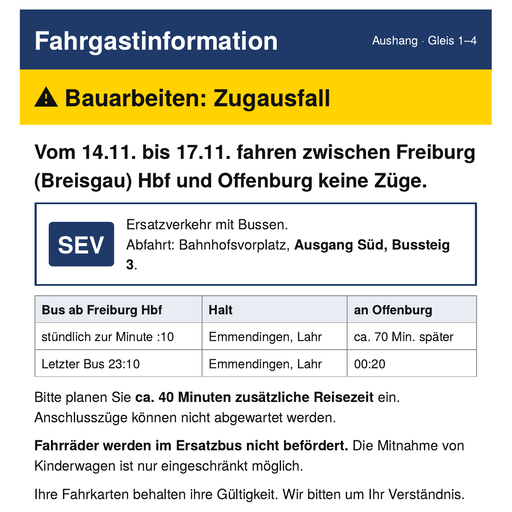 Fahrgastinformation
Aushang · Gleis 1–4
Bauarbeiten: Zugausfall
Vom 14.11. bis 17.11. fahren zwischen Freiburg
(Breisgau) Hbf und Offenburg keine Züge.
SEV
Ersatzverkehr mit Bussen.
Abfahrt: Bahnhofsvorplatz, Ausgang Süd, Bussteig
3.
Bus ab Freiburg Hbf Halt an Offenburg
stündlich zur Minute :10 Emmendingen, Lahr ca. 70 Min. später
Letzter Bus 23:10 Emmendingen, Lahr 00:20
Bitte planen Sie ca. 40 Minuten zusätzliche Reisezeit ein.
Anschlusszüge können nicht abgewartet werden.
Fahrräder werden im Ersatzbus nicht befördert. Die Mitnahme von
Kinderwagen ist nur eingeschränkt möglich.
Ihre Fahrkarten behalten ihre Gültigkeit. Wir bitten um Ihr Verständnis.